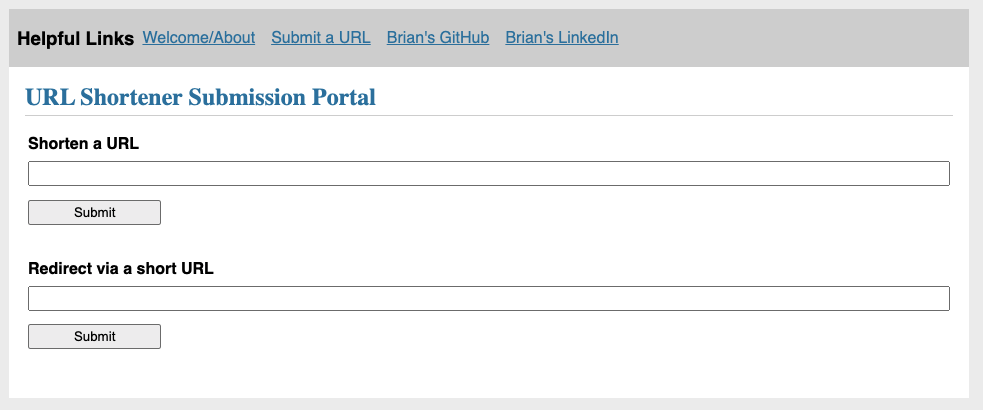 Helpful Links Welcome/About Submit a URL Brian's GitHub Brian's LinkedIn
URL Shortener Submission Portal
Shorten a URL
Submit
Redirect via a short URL
Submit